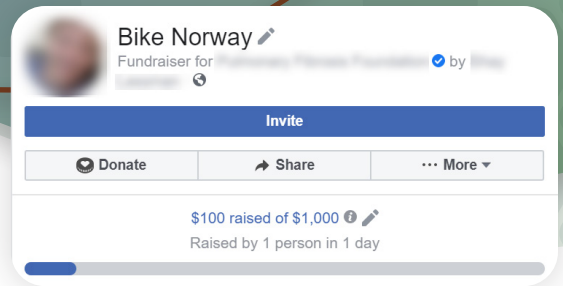 Bike Norway
Fundraiser for by
Invite
Donate
Share
••• More
$100 raised of $1,000
Raised by 1 person in 1 day